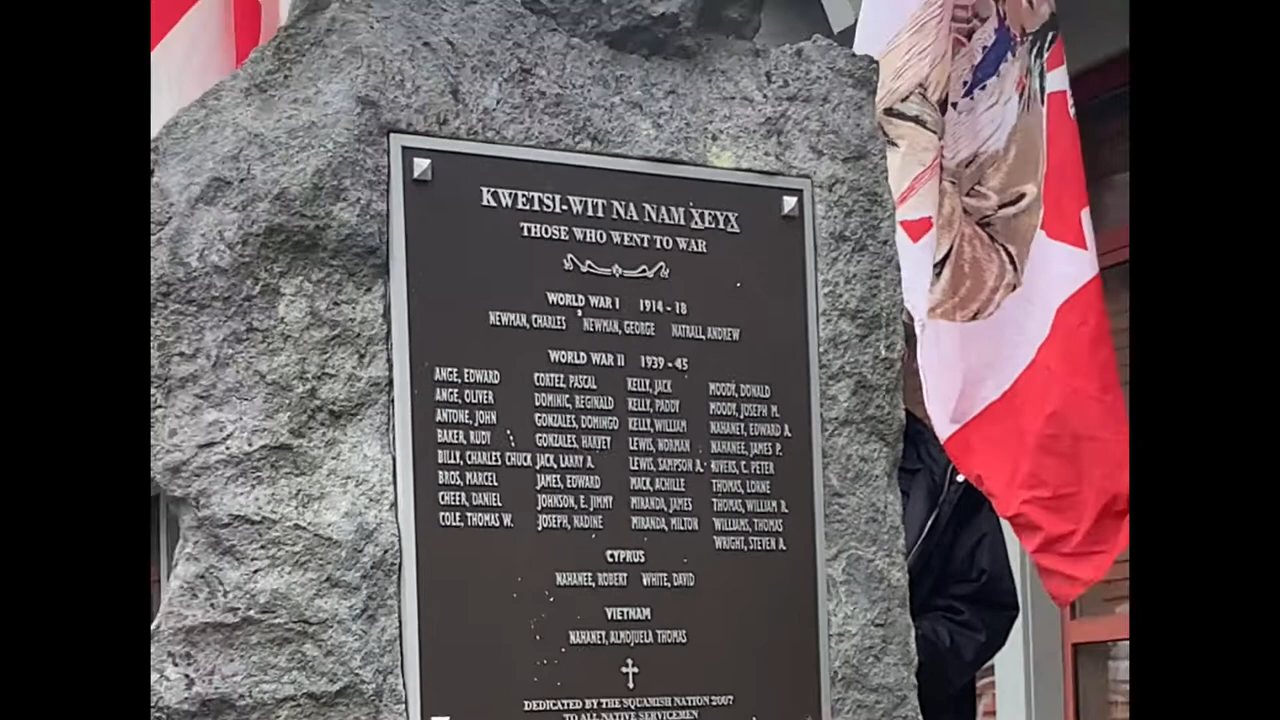 KWETSI-WIT NA NAM X̱EYX̱
THOSE WHO WENT TO WAR
WORLD WAR I 1914 - 18
NEWMAN, CHARLES NEWMAN, GEORGE NATRALL, ANDREW
WORLD WAR II 1939 - 45
ANGE, EDWARD CORTEZ, PASCAL KELLY, JACK MOODY, DONALD
ANGE, OLIVER DOMINIC, REGINALD KELLY, PADDY MOODY, JOSEPH M.
ANTONE, JOHN GONZALES, DOMINGO KELLY, WILLIAM NAHANEY, EDWARD A.
BAKER, RUDY GONZALES, HARVEY LEWIS, NORMAN NAHANEE, JAMES P.
BILLY, CHARLES CHUCK JACK, LARRY A. LEWIS, SAMPSON A. RIVERS, C. PETER
BROS, MARCEL JAMES, EDWARD MACK, ACHILLE THOMAS, LORNE
CHEER, DANIEL JOHNSON, E. JIMMY MIRANDA, JAMES THOMAS, WILLIAM R.
COLE, THOMAS W. JOSEPH, NADINE MIRANDA, MILTON WILLIAMS, THOMAS
WRIGHT, STEVEN A.
CYPRUS
NAHANEE, ROBERT WHITE, DAVID
VIETNAM
NAHANEY, ALMOJUELA THOMAS
DEDICATED BY THE SQUAMISH NATION 2007
TO ALL NATIVE SERVICEMEN